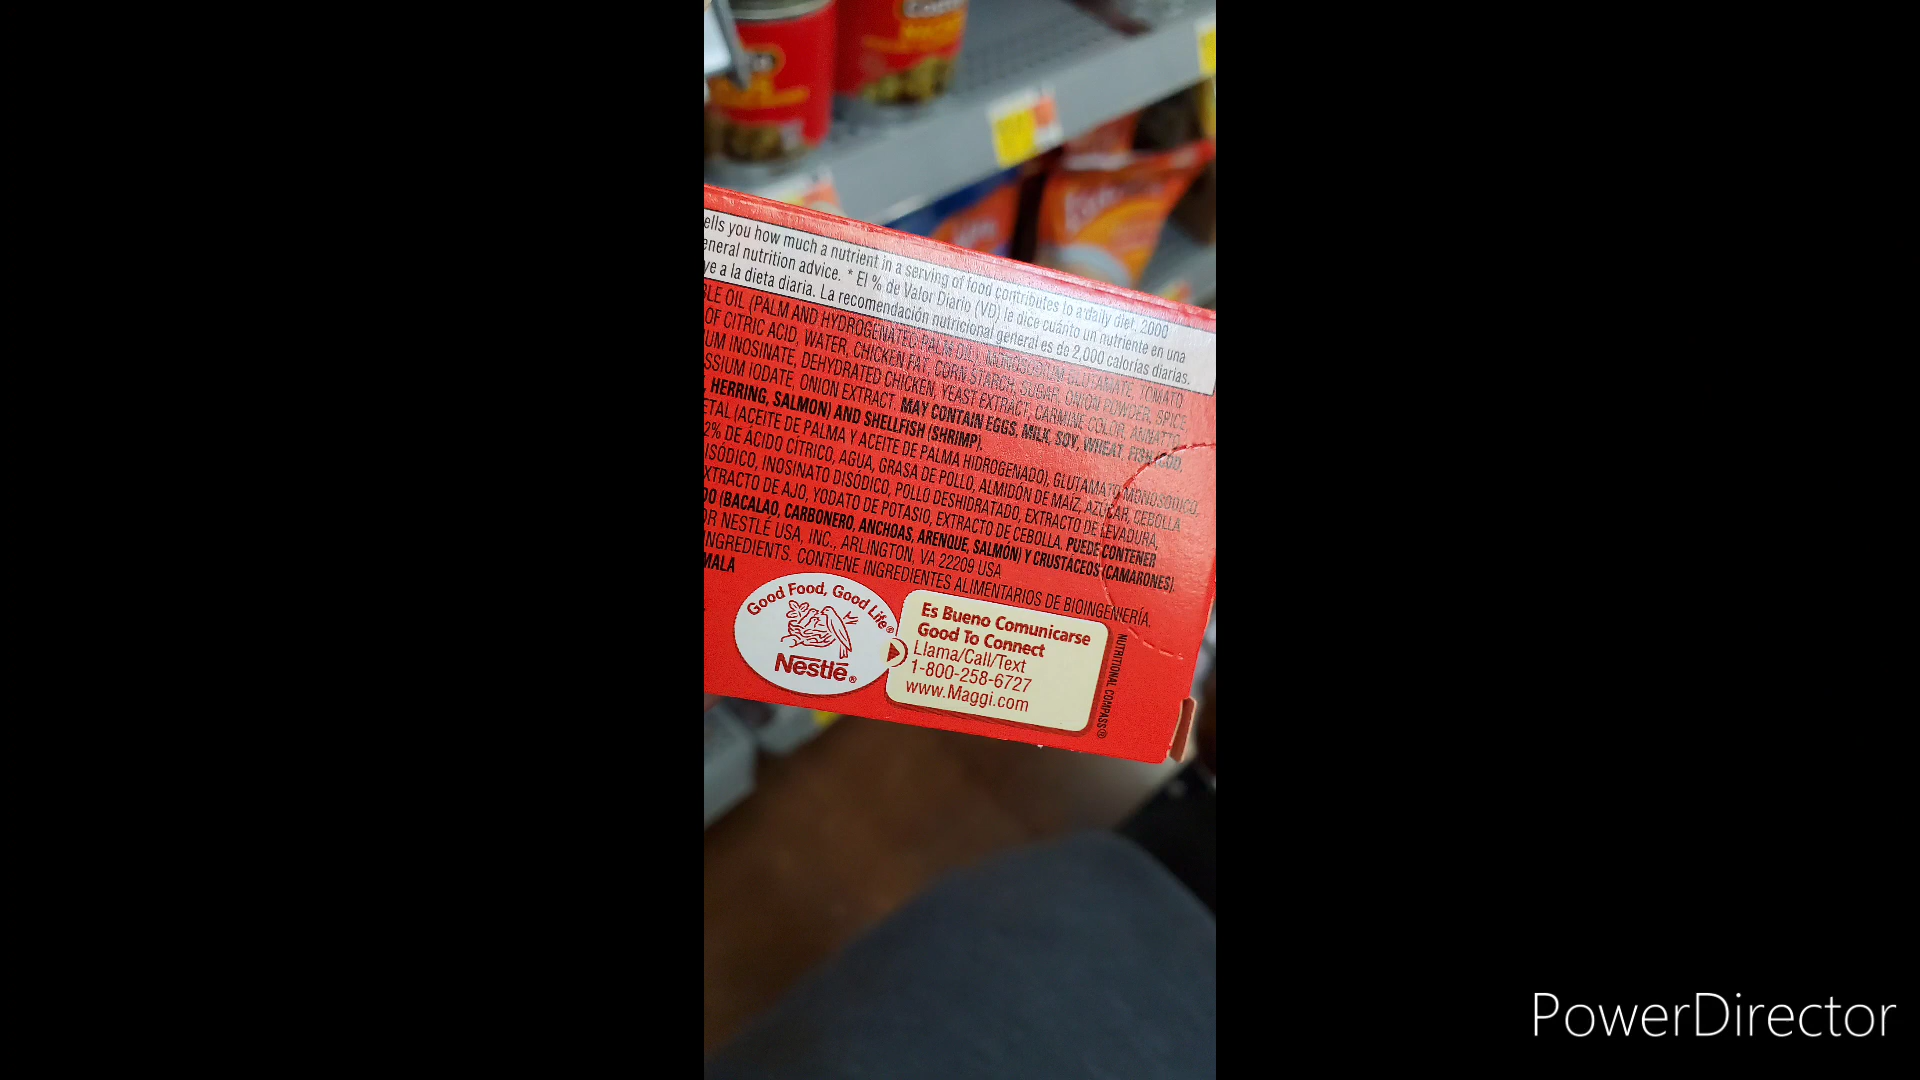 ells you how much a nutrient in a serving of food contributes to a daily diet. 2000
eneral nutrition advice. * El % de Valor Diario (VD) le dice cuánto un nutriente en una
ye a la dieta diaria. La recomendación nutricional general es de 2,000 calorías diarias.
LE OIL (PALM AND HYDROGENATED PALM OIL), MONOSODIUM GLUTAMATE, TOMATO
OF CITRIC ACID, WATER, CHICKEN FAT, CORN STARCH, SUGAR, ONION POWDER, SPICE,
UM INOSINATE, DEHYDRATED CHICKEN, YEAST EXTRACT, CARMINE COLOR, ANNATTO
SSIUM IODATE, ONION EXTRACT. MAY CONTAIN EGGS, MILK, SOY, WHEAT, FISH (COD,
, HERRING, SALMON) AND SHELLFISH (SHRIMP).
ETAL (ACEITE DE PALMA Y ACEITE DE PALMA HIDROGENADO), GLUTAMATO MONOSÓDICO,
2% DE ÁCIDO CÍTRICO, AGUA, GRASA DE POLLO, ALMIDÓN DE MAÍZ, AZÚCAR, CEBOLLA
ISÓDICO, INOSINATO DISÓDICO, POLLO DESHIDRATADO, EXTRACTO DE LEVADURA,
XTRACTO DE AJO, YODATO DE POTASIO, EXTRACTO DE CEBOLLA. PUEDE CONTENER
DO (BACALAO, CARBONERO, ANCHOAS, ARENQUE, SALMÓN) Y CRUSTÁCEOS (CAMARONES).
OR NESTLÉ USA, INC., ARLINGTON, VA 22209 USA
INGREDIENTS. CONTIENE INGREDIENTES ALIMENTARIOS DE BIOINGENIERÍA.
MALA
Good Food, Good Life®
Nestlé®
Es Bueno Comunicarse
Good To Connect
Llama/Call/Text
1-800-258-6727
www.Maggi.com
NUTRITIONAL COMPASS®
PowerDirector